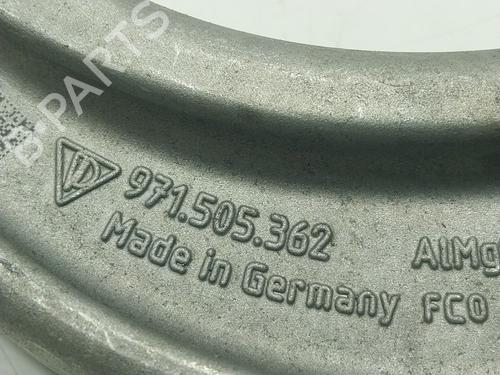 B-PARTS
971.505.362
Made in Germany
AlMg
FCO